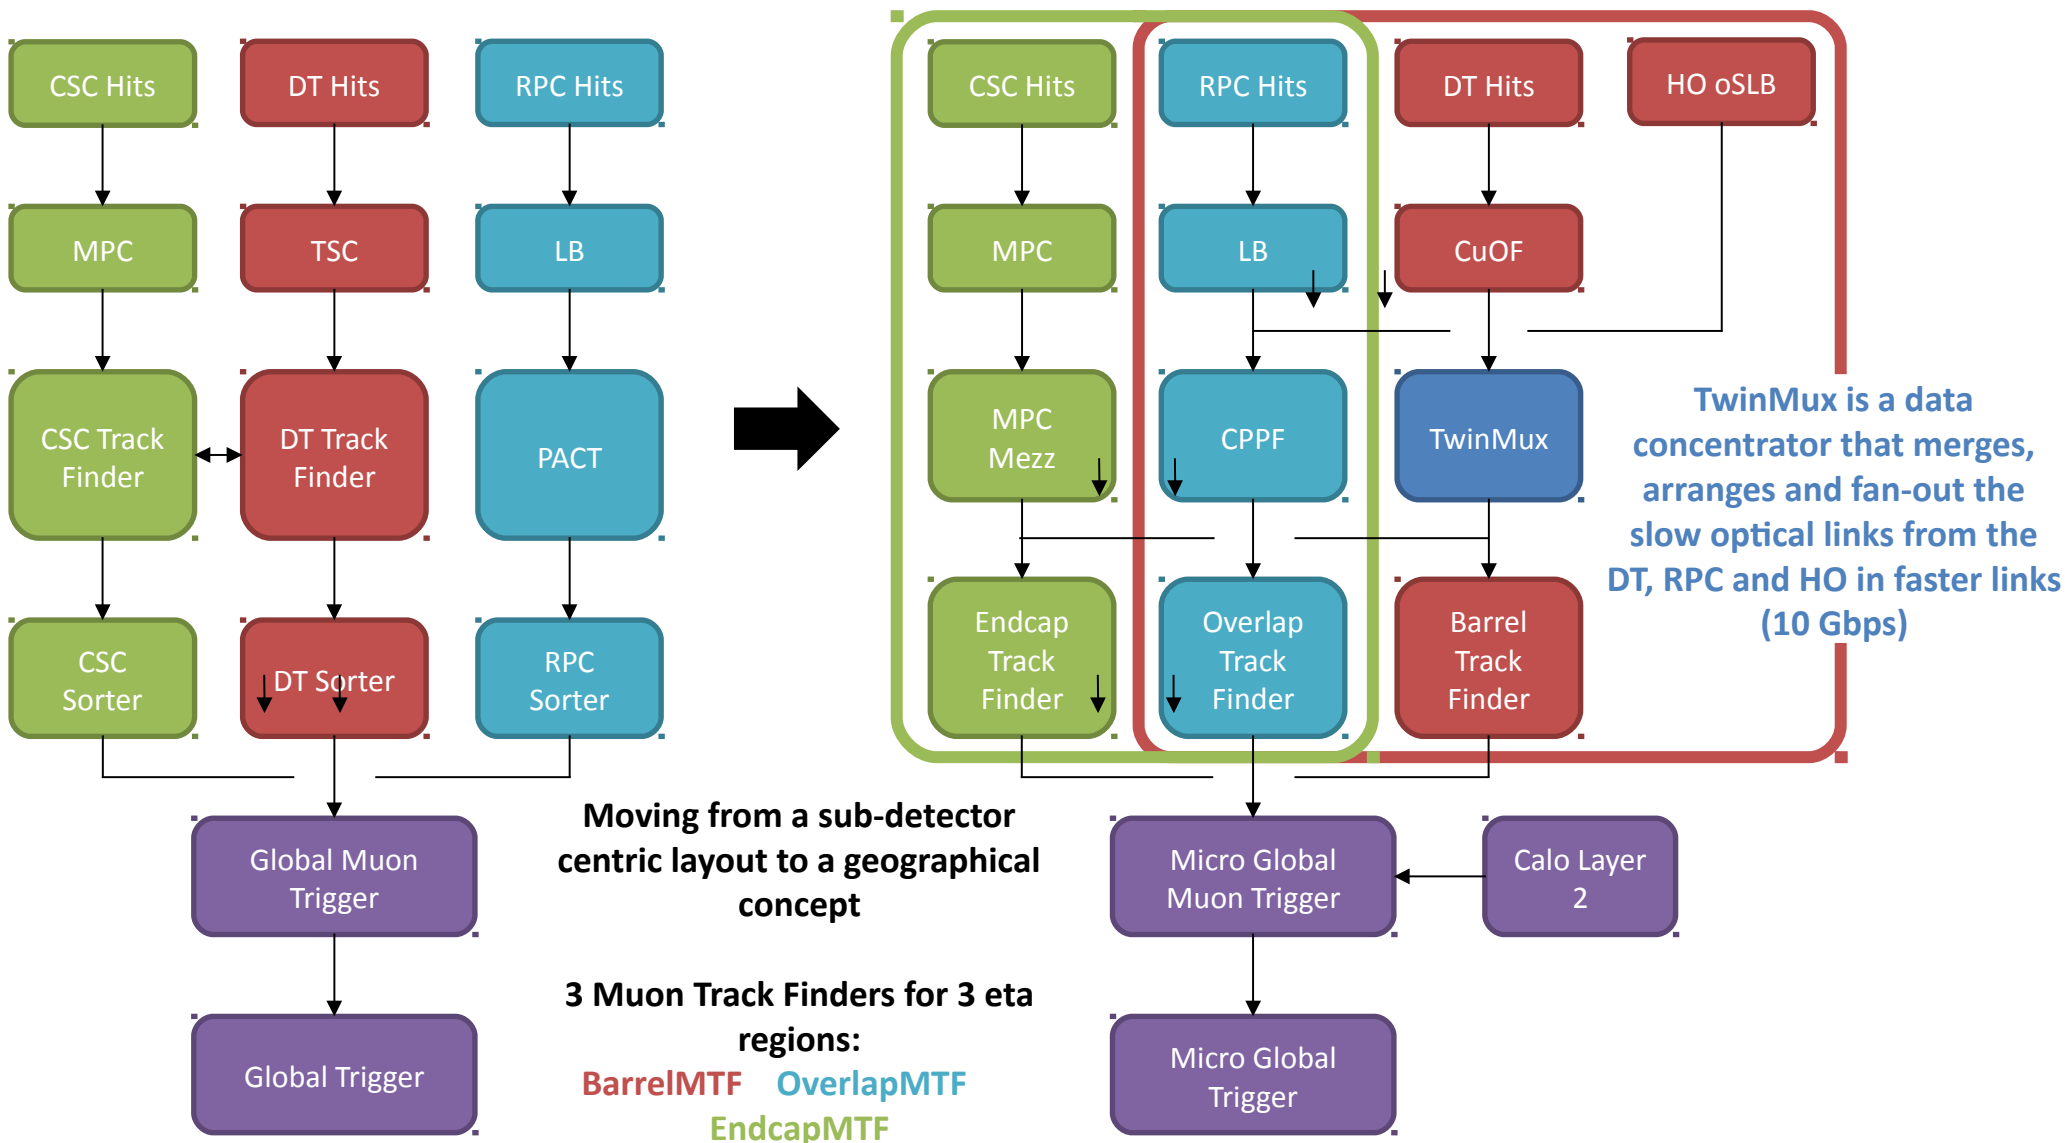 CSC Hits
DT Hits
RPC Hits
MPC
TSC
LB
CSC Track
Finder
DT Track
Finder
PACT
CSC
Sorter
DT Sorter
RPC
Sorter
Global Muon
Trigger
Global Trigger
Moving from a sub-detector
centric layout to a geographical
concept
3 Muon Track Finders for 3 eta
regions:
BarrelMTF OverlapMTF
EndcapMTF
CSC Hits
RPC Hits
DT Hits
HO oSLB
MPC
LB
CuOF
MPC
Mezz
CPPF
TwinMux
TwinMux is a data
concentrator that merges,
arranges and fan-out the
slow optical links from the
DT, RPC and HO in faster links
(10 Gbps)
Endcap
Track
Finder
Overlap
Track
Finder
Barrel
Track
Finder
Micro Global
Muon Trigger
Calo Layer
2
Micro Global
Trigger